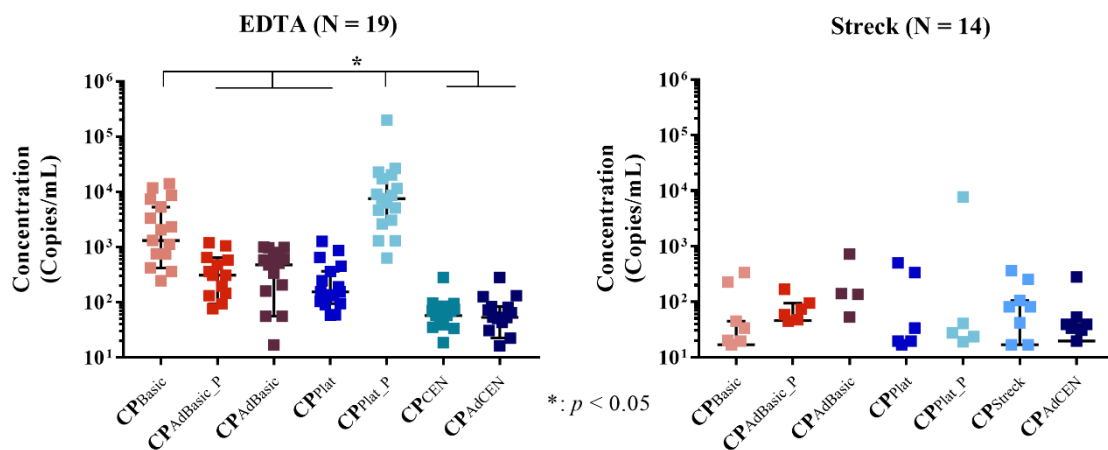 EDTA (N = 19)
*
Concentration
(Copies/mL)
10⁶
10⁵
10⁴
10³
10²
10¹
CPBasic
CPAdBasic_P
CPAdBasic
CPPlat
CPPlat_P
CPCEN
CPAdCEN
*: p < 0.05
Streck (N = 14)
Concentration
(Copies/mL)
10⁶
10⁵
10⁴
10³
10²
10¹
CPBasic
CPAdBasic_P
CPAdBasic
CPPlat
CPPlat_P
CPStreck
CPAdCEN